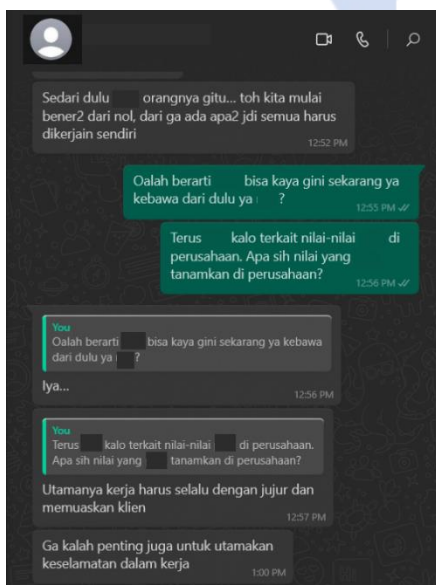 Sedari dulu orangnya gitu... toh kita mulai
bener2 dari nol, dari ga ada apa2 jdi semua harus
dikerjain sendiri
12:52 PM
Oalah berarti bisa kaya gini sekarang ya
kebawa dari dulu ya ?
12:55 PM
Terus kalo terkait nilai-nilai di
perusahaan. Apa sih nilai yang
tanamkan di perusahaan?
12:56 PM
You
Oalah berarti bisa kaya gini sekarang ya kebawa
dari dulu ya ?
Iya...
12:56 PM
You
Terus kalo terkait nilai-nilai di perusahaan.
Apa sih nilai yang tanamkan di perusahaan?
Utamanya kerja harus selalu dengan jujur dan
memuaskan klien
12:57 PM
Ga kalah penting juga untuk utamakan
keselamatan dalam kerja
1:00 PM